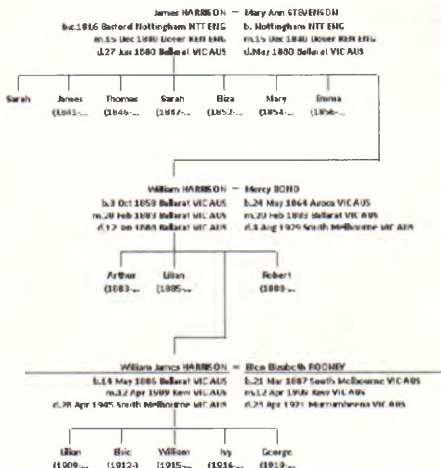 James HARRISON – Mary Ann STEVENSON
b.c.1816 Basford Nottingham NTT ENG b. Nottingham NTT ENG
m.15 Dec 1840 Dover KEN ENG m.15 Dec 1840 Dover KEN ENG
d.27 Jun 1880 Ballarat VIC AUS d.May 1880 Ballarat VIC AUS
Sarah James Thomas Sarah Eliza Mary Emma
(1841-... (1846-... (1847-... (1852-... (1854-... (1856-...
William HARRISON – Mercy BOND
b.3 Oct 1858 Ballarat VIC AUS b.24 May 1864 Avoca VIC AUS
m.20 Feb 1883 Ballarat VIC AUS m.20 Feb 1883 Ballarat VIC AUS
d.12 Jan 1888 Ballarat VIC AUS d.4 Aug 1929 South Melbourne VIC AUS
Arthur Lilian Robert
(1883-... (1885-... (1888-...
William James HARRISON – Ellen Elizabeth ROONEY
b.14 May 1886 Ballarat VIC AUS b.21 Mar 1887 South Melbourne VIC AUS
m.12 Apr 1909 Kew VIC AUS m.12 Apr 1909 Kew VIC AUS
d.28 Apr 1945 South Melbourne VIC AUS d.23 Apr 1971 Murrumbeena VIC AUS
Lilian Elsie William Ivy George
(1909-... (1912-) (1915-... (1916-... (1919-...